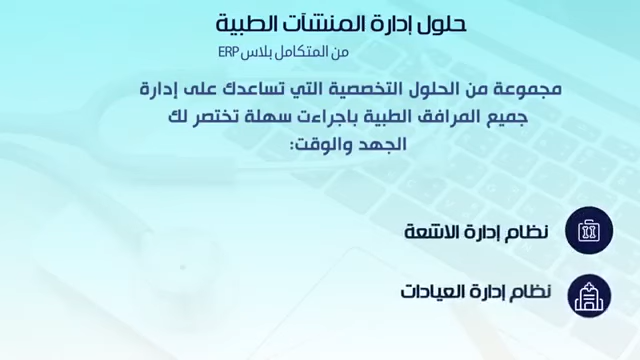 حلول إدارة المنشآت الطبية
من المتكامل بلاس ERP
مجموعة من الحلول التخصصية التي تساعدك على إدارة
جميع المرافق الطبية باجراءت سهلة تختصر لك
الجهد والوقت:
نظام إدارة الاشعة
نظام إدارة العيادات